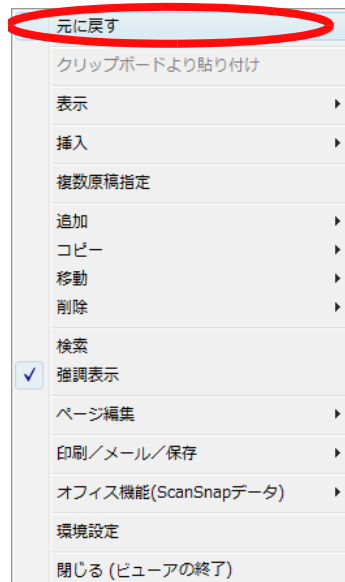 元に戻す
クリップボードより貼り付け
表示
挿入
複数原稿指定
追加
コピー
移動
削除
検索
強調表示
ページ編集
印刷／メール／保存
オフィス機能(ScanSnapデータ)
環境設定
閉じる (ビューアの終了)